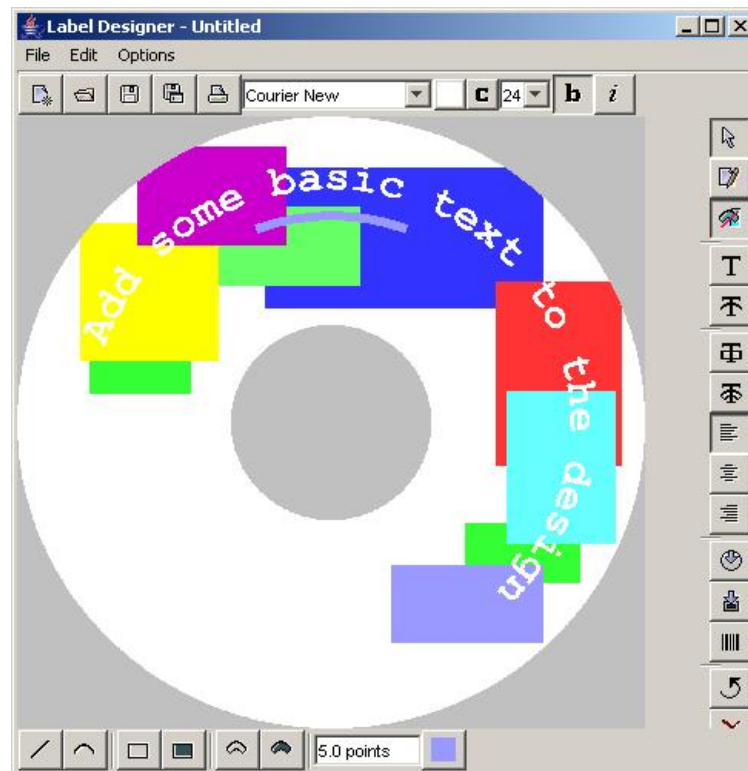 Label Designer - Untitled
File Edit Options
Courier New C 24 b i
Add some basic text to the design
T
5.0 points